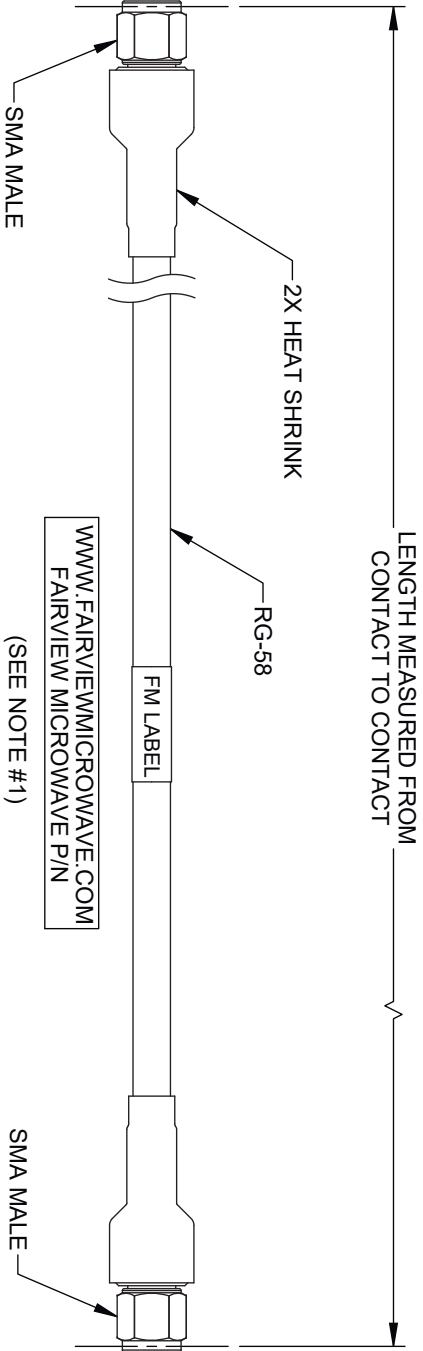 LENGTH MEASURED FROM
CONTACT TO CONTACT
2X HEAT SHRINK
RG-58
SMA MALE
FM LABEL
WWW.FAIRVIEWMICROWAVE.COM
FAIRVIEW MICROWAVE P/N
(SEE NOTE #1)
SMA MALE